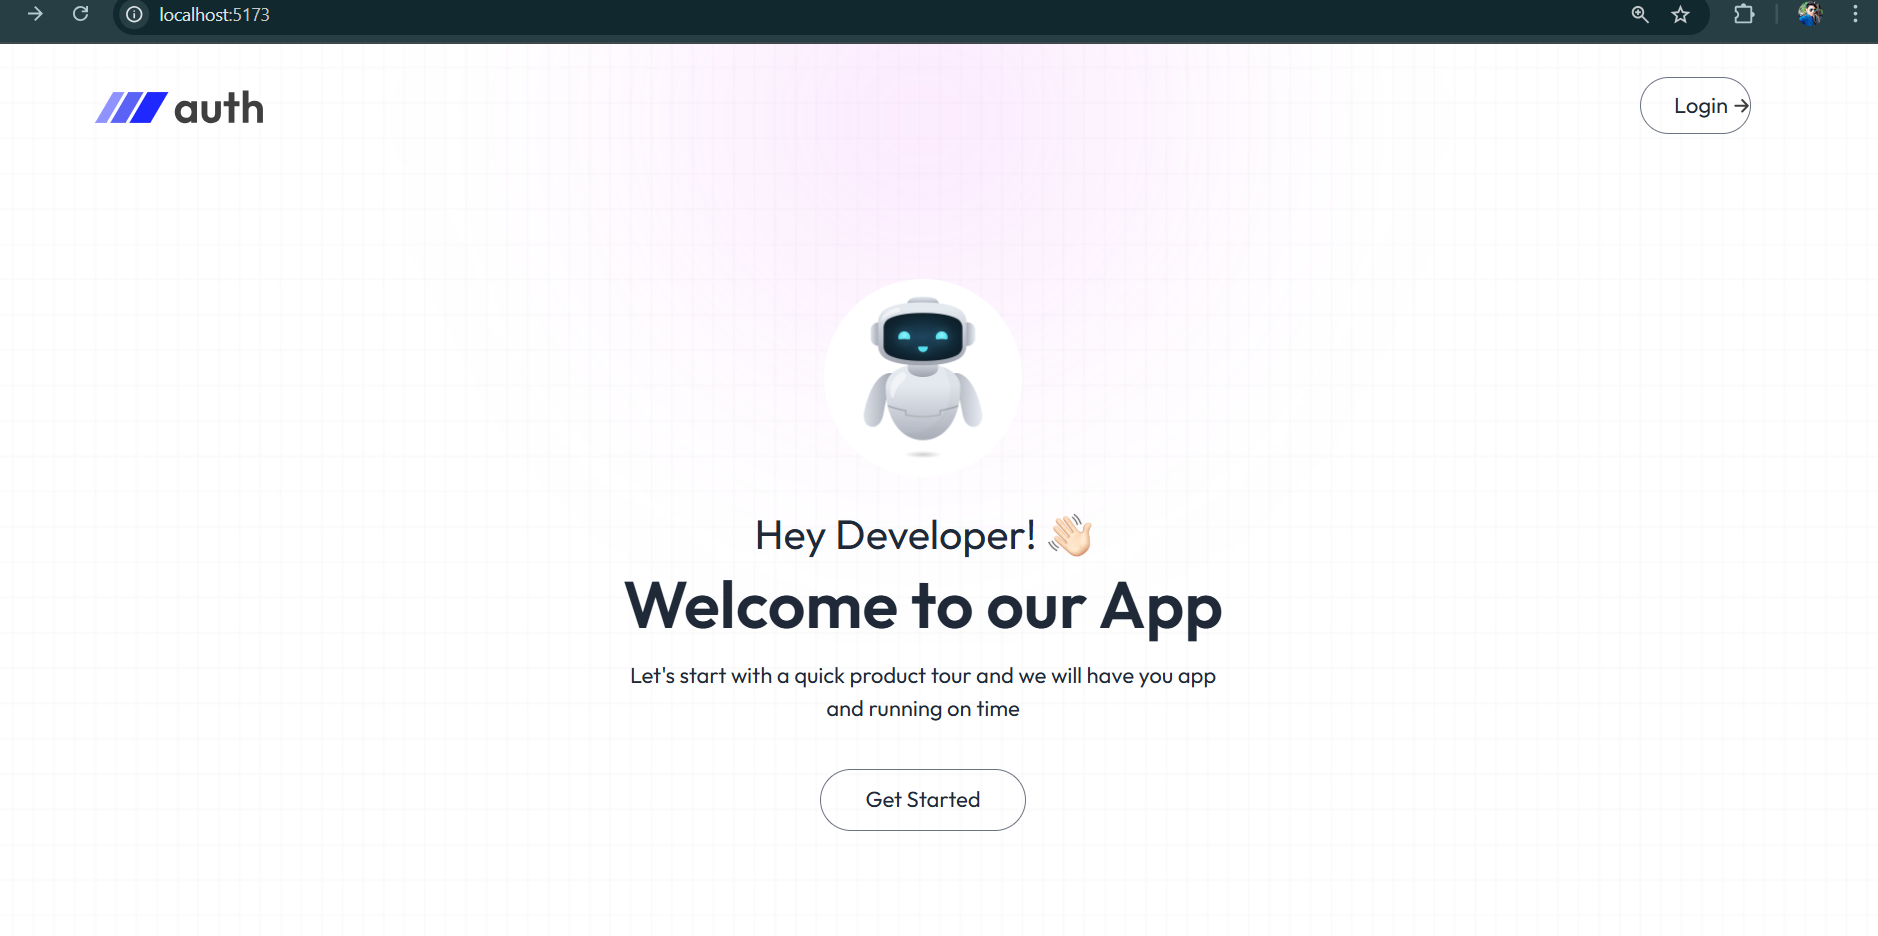 localhost:5173
auth
Login →
Hey Developer! 👋🏻
Welcome to our App
Let's start with a quick product tour and we will have you app
and running on time
Get Started